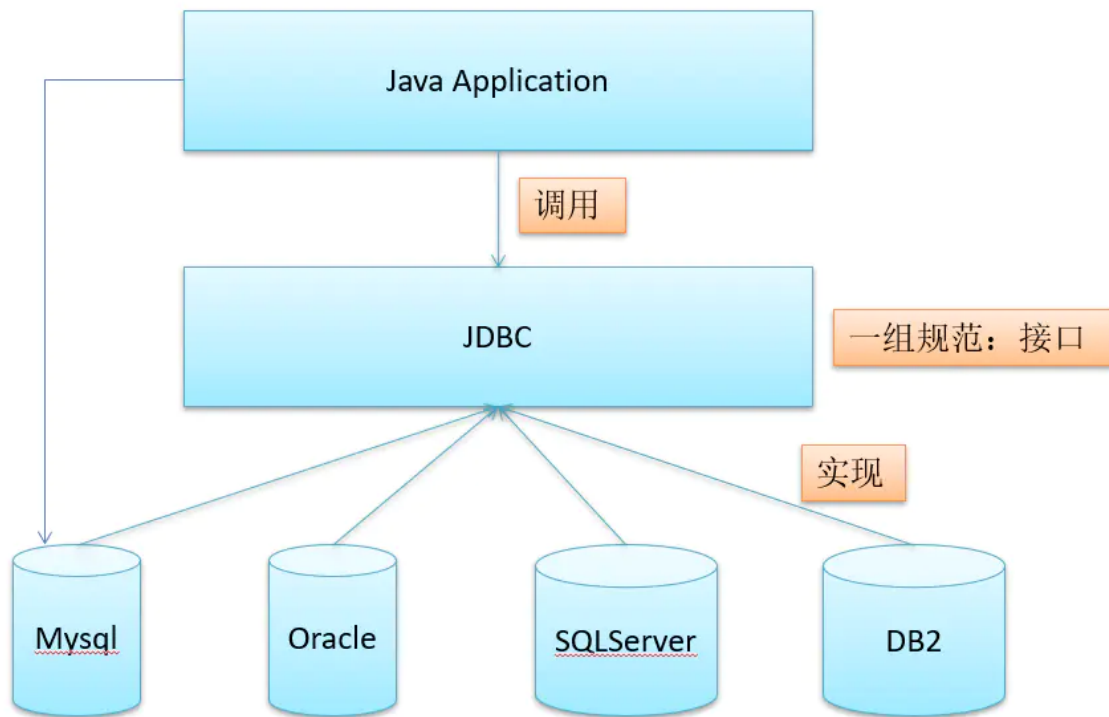 Java Application
调用
JDBC
一组规范：接口
实现
Mysql
Oracle
SQLServer
DB2